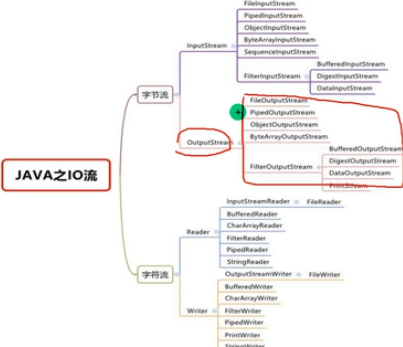 FileInputStream
PipedInputStream
ObjectInputStream
InputStream
ByteArrayInputStream
SequenceInputStream
BufferedInputStream
FilterInputStream
DigestInputStream
DataInputStream
字节流
FileOutputStream
PipedOutputStream
ObjectOutputStream
OutputStream
ByteArrayOutputStream
BufferedOutputStream
FilterOutputStream
DigestOutputStream
DataOutputStream
PrintStream
JAVA之IO流
InputStreamReader
FileReader
BufferedReader
Reader
CharArrayReader
FilterReader
PipedReader
StringReader
字符流
OutputStreamWriter
FileWriter
BufferedWriter
CharArrayWriter
Writer
FilterWriter
PipedWriter
PrintWriter
StringWriter